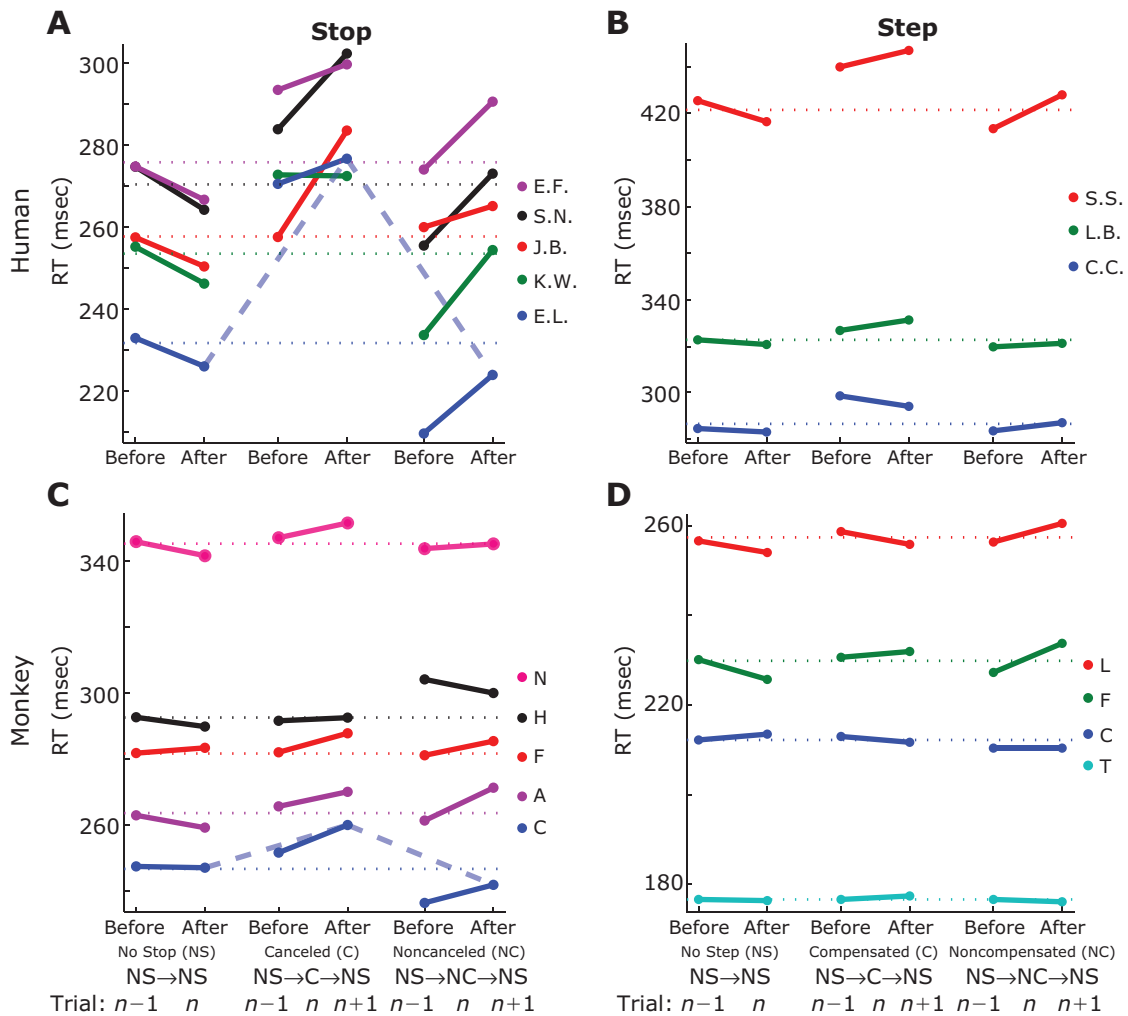 A
Stop
Human
RT (msec)
300
280
260
240
220
Before After Before After Before After
E.F.
S.N.
J.B.
K.W.
E.L.
B
Step
RT (msec)
420
380
340
300
Before After Before After Before After
S.S.
L.B.
C.C.
C
Monkey
RT (msec)
340
300
260
N
H
F
A
C
Before After Before After Before After
No Stop (NS) Canceled (C) Noncanceled (NC)
NS→NS NS→C→NS NS→NC→NS
Trial: n−1 n n−1 n n+1 n−1 n n+1
D
RT (msec)
260
220
180
L
F
C
T
Before After Before After Before After
No Step (NS) Compensated (C) Noncompensated (NC)
NS→NS NS→C→NS NS→NC→NS
Trial: n−1 n n−1 n n+1 n−1 n n+1